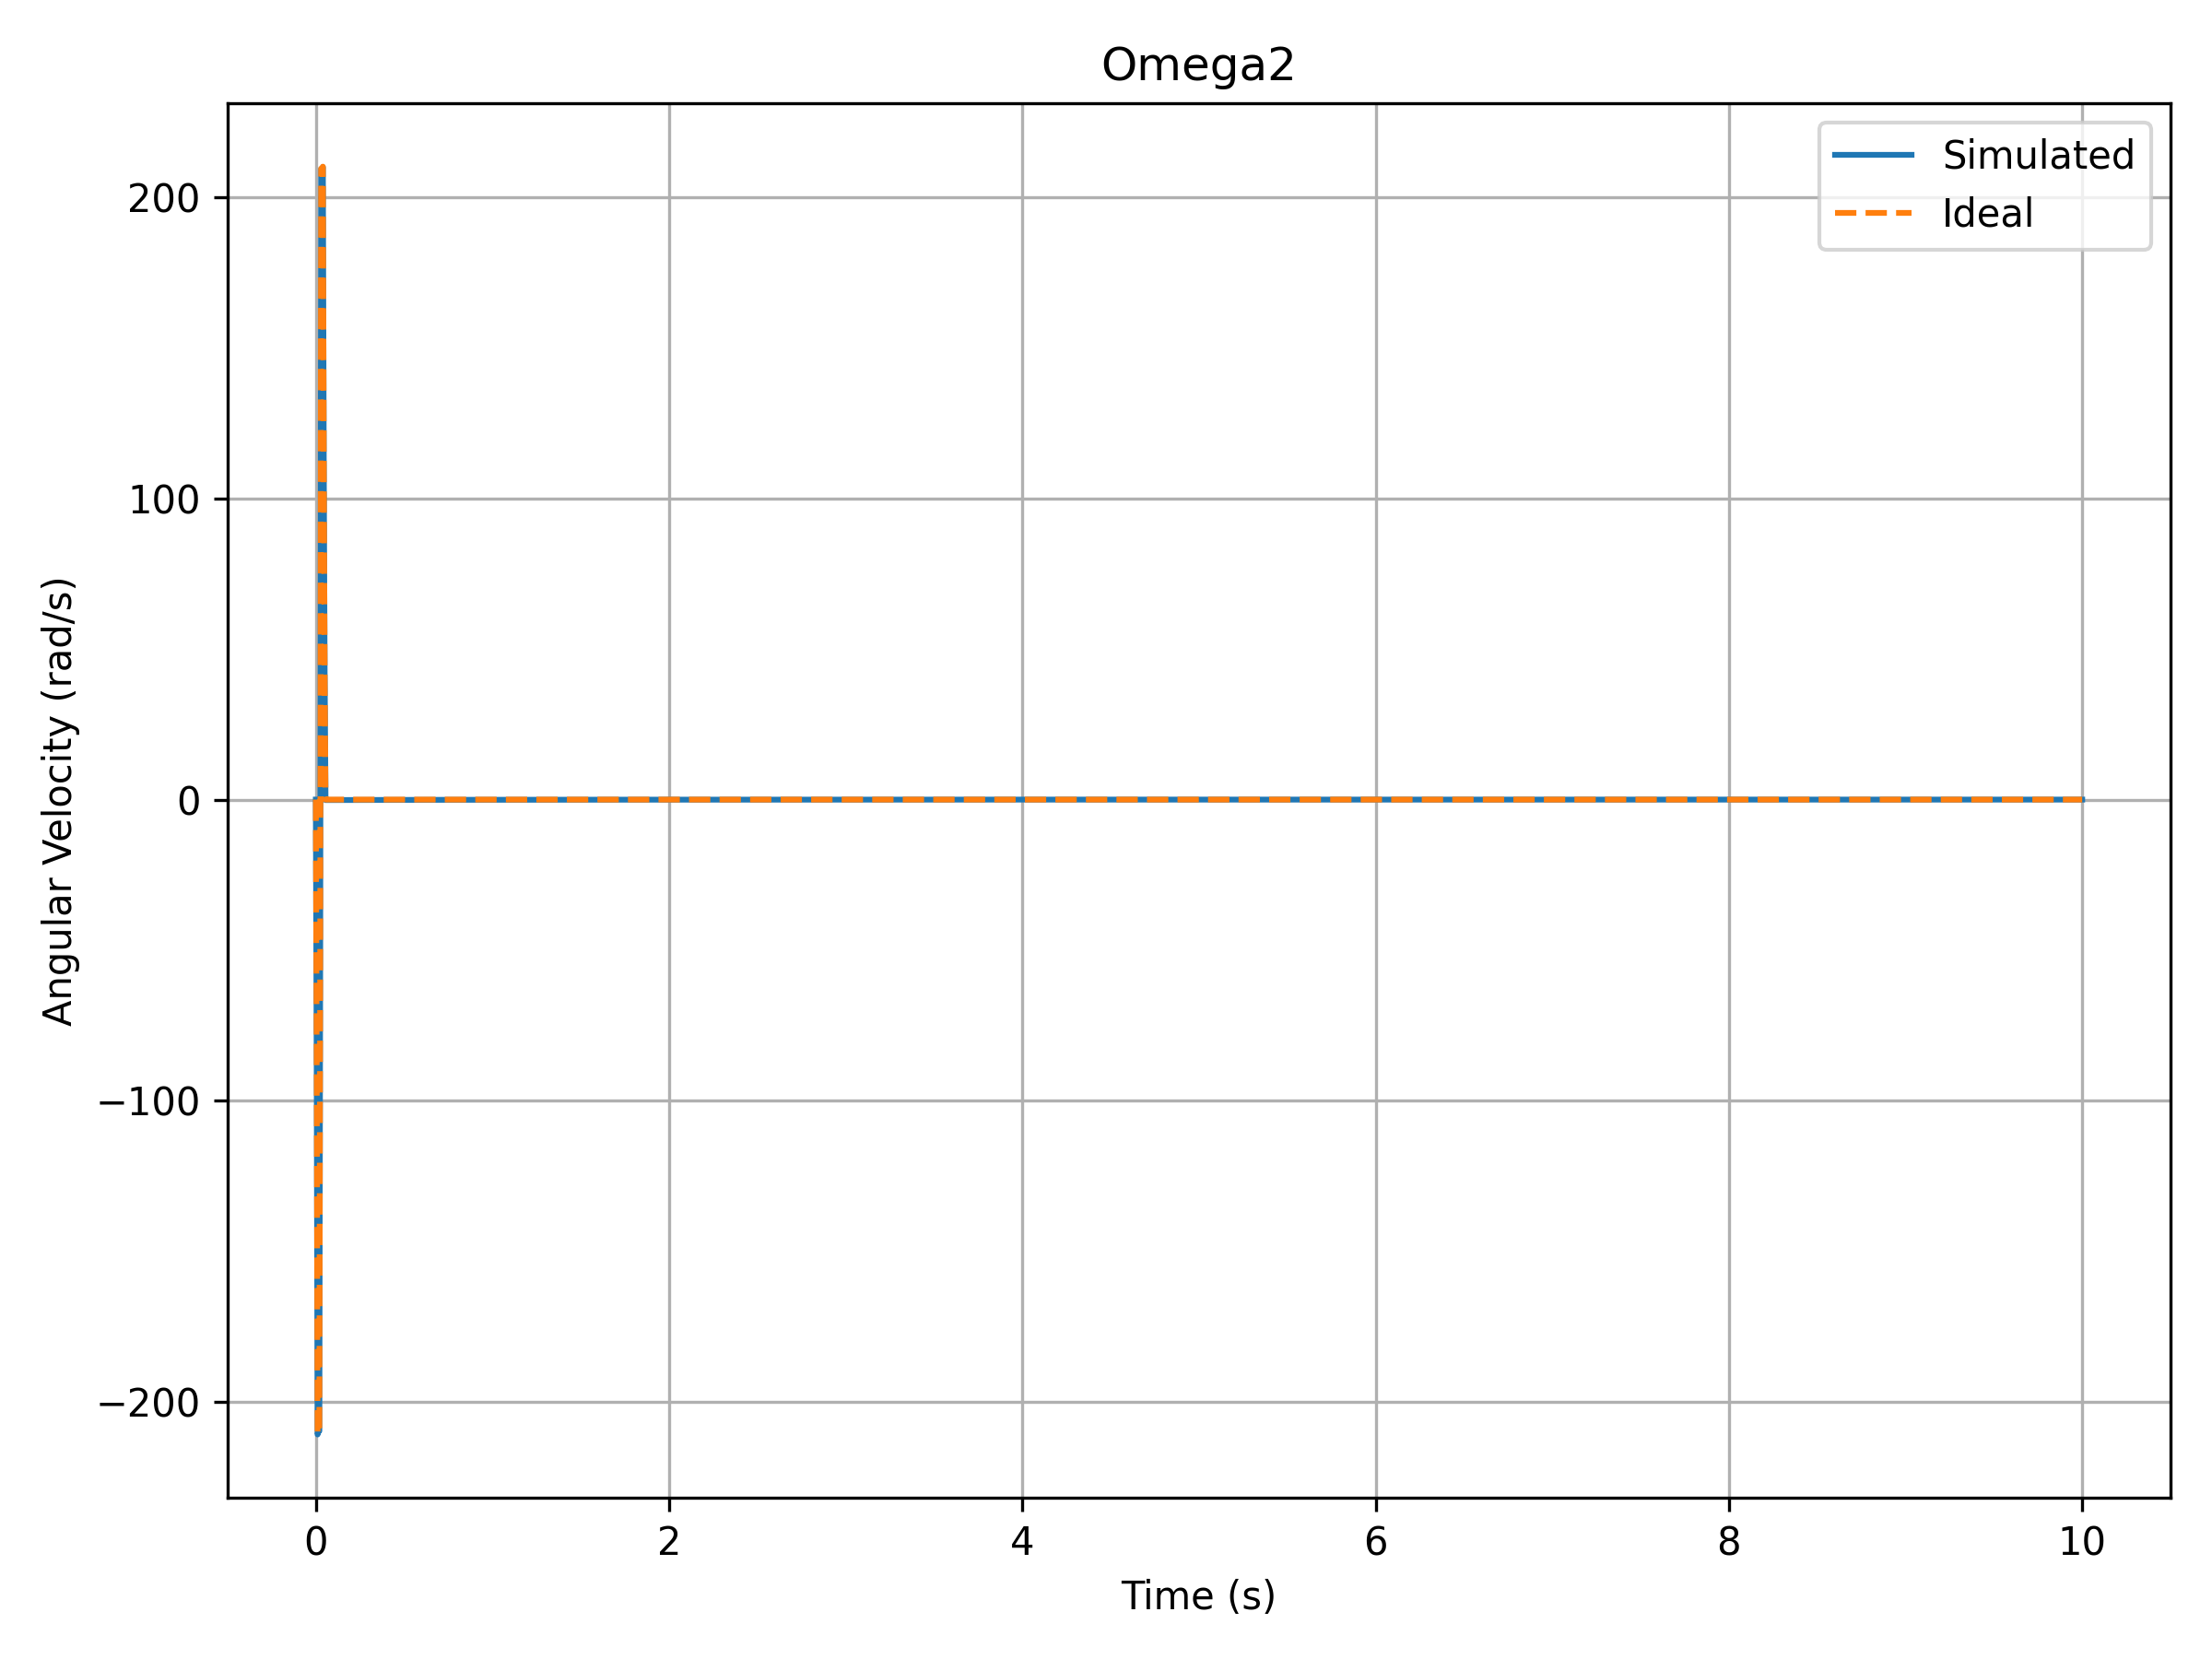 Omega2
Simulated
Ideal
200
100
0
−100
−200
Angular Velocity (rad/s)
0 2 4 6 8 10
Time (s)